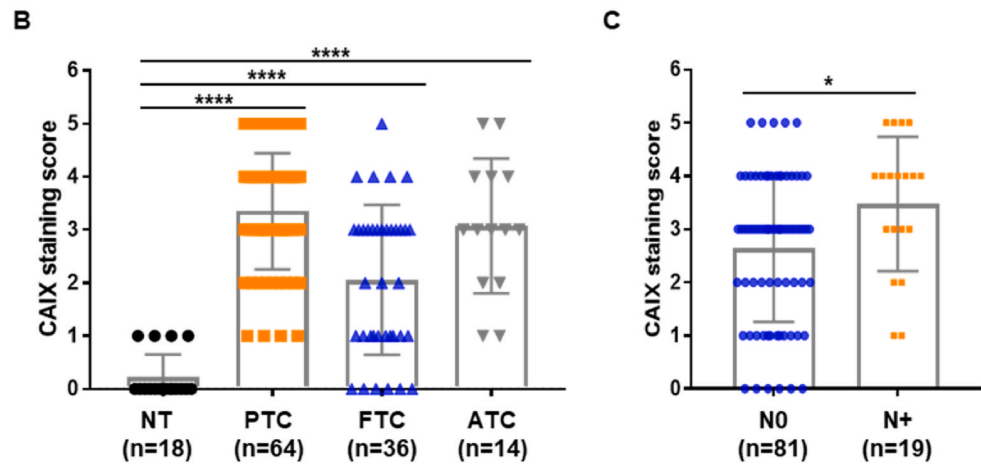 B
C
****
****
****
*
CAIX staining score
6
5
4
3
2
1
0
NT
PTC
FTC
ATC
(n=18)
(n=64)
(n=36)
(n=14)
CAIX staining score
6
5
4
3
2
1
0
N0
N+
(n=81)
(n=19)